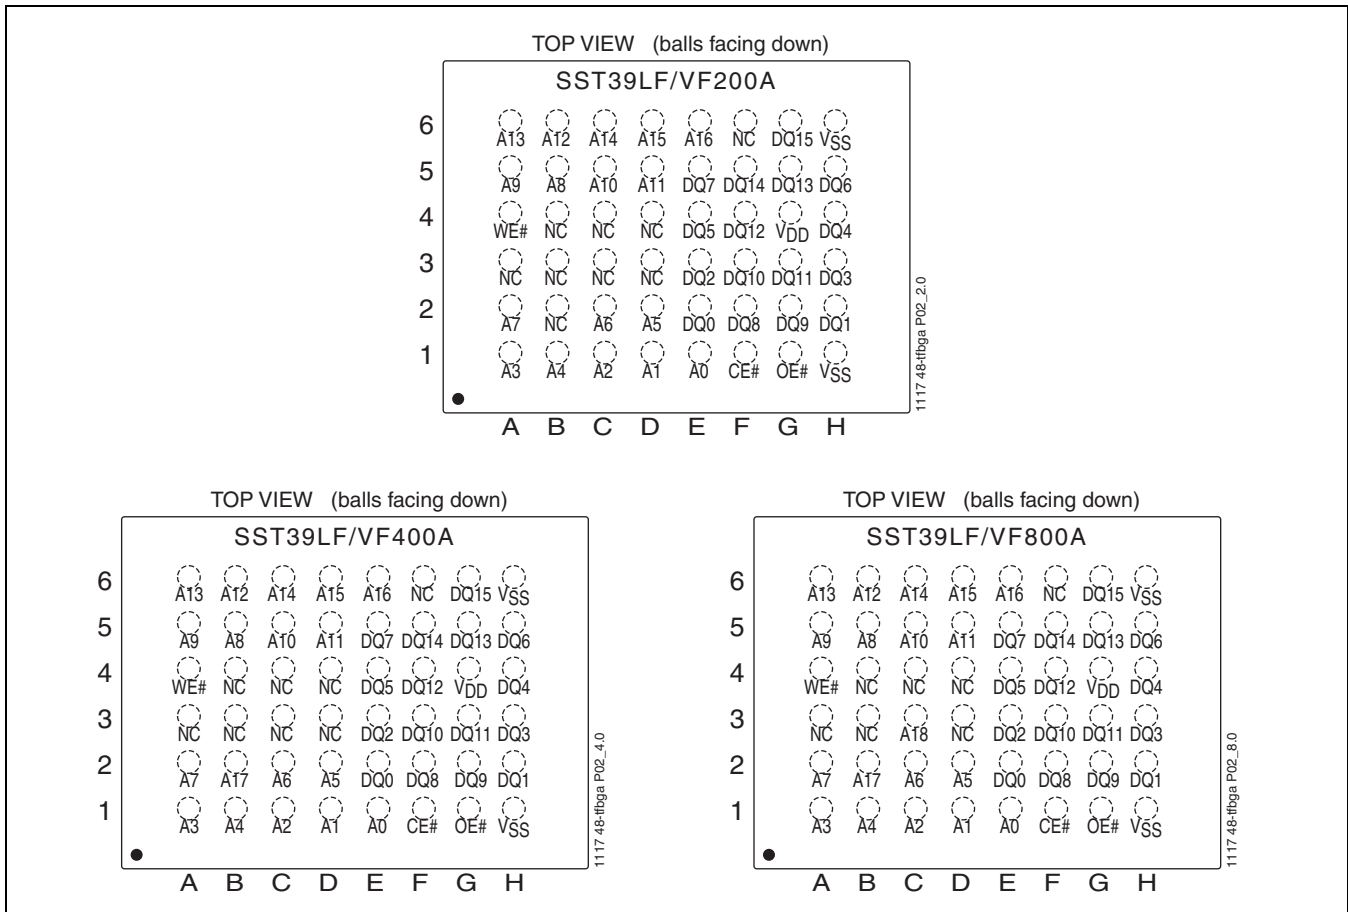 TOP VIEW (balls facing down)
SST39LF/VF200A
6
A13 A12 A14 A15 A16 NC DQ15 VSS
5
A9 A8 A10 A11 DQ7 DQ14 DQ13 DQ6
4
WE# NC NC NC DQ5 DQ12 VDD DQ4
3
NC NC NC NC DQ2 DQ10 DQ11 DQ3
2
A7 NC A6 A5 DQ0 DQ8 DQ9 DQ1
1
A3 A4 A2 A1 A0 CE# OE# VSS
A B C D E F G H
1117 48-tfbga P02_2.0
TOP VIEW (balls facing down)
SST39LF/VF400A
6
A13 A12 A14 A15 A16 NC DQ15 VSS
5
A9 A8 A10 A11 DQ7 DQ14 DQ13 DQ6
4
WE# NC NC NC DQ5 DQ12 VDD DQ4
3
NC NC NC NC DQ2 DQ10 DQ11 DQ3
2
A7 A17 A6 A5 DQ0 DQ8 DQ9 DQ1
1
A3 A4 A2 A1 A0 CE# OE# VSS
A B C D E F G H
1117 48-tfbga P02_4.0
TOP VIEW (balls facing down)
SST39LF/VF800A
6
A13 A12 A14 A15 A16 NC DQ15 VSS
5
A9 A8 A10 A11 DQ7 DQ14 DQ13 DQ6
4
WE# NC NC NC DQ5 DQ12 VDD DQ4
3
NC NC A18 NC DQ2 DQ10 DQ11 DQ3
2
A7 A17 A6 A5 DQ0 DQ8 DQ9 DQ1
1
A3 A4 A2 A1 A0 CE# OE# VSS
A B C D E F G H
1117 48-tfbga P02_8.0